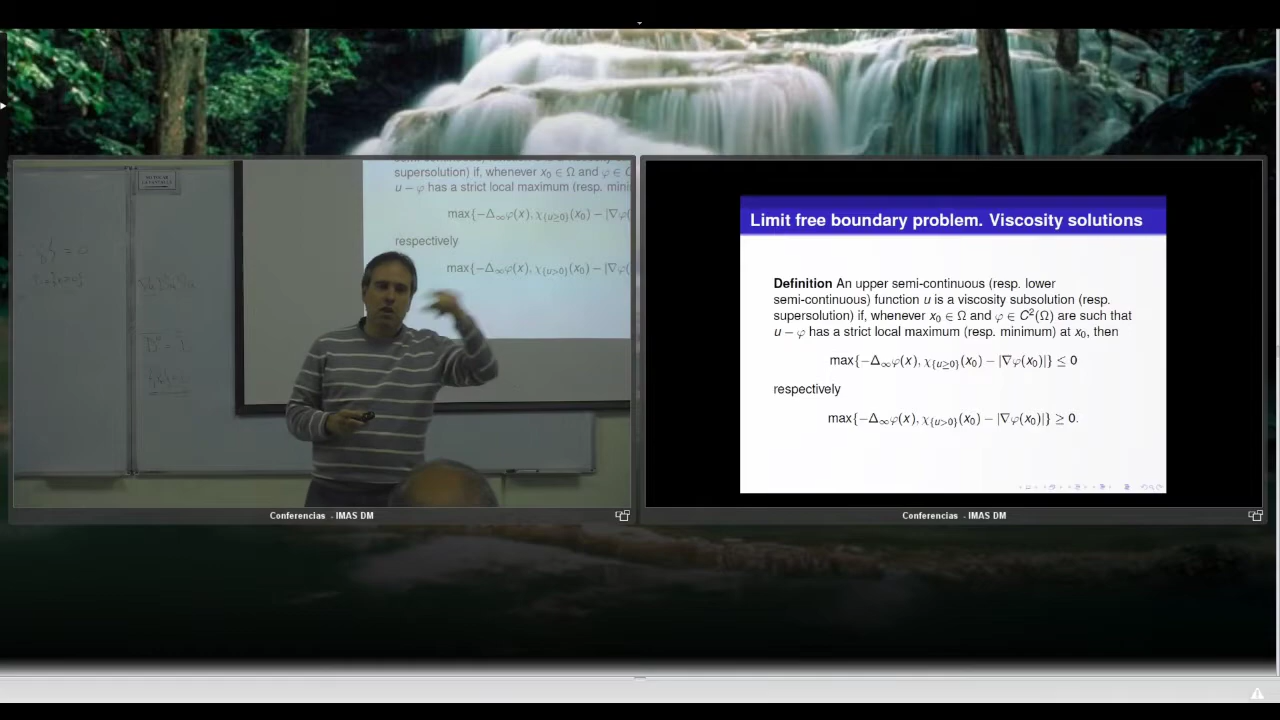 supersolution) if, whenever x₀ ∈ Ω and φ ∈ C
u − φ has a strict local maximum (resp. mini
max{−Δ∞φ(x), χ{u≥0}(x₀) − |∇φ(
respectively
max{−Δ∞φ(x), χ{u>0}(x₀) − |∇φ(
Conferencias - IMAS DM
Limit free boundary problem. Viscosity solutions
Definition An upper semi-continuous (resp. lower
semi-continuous) function u is a viscosity subsolution (resp.
supersolution) if, whenever x₀ ∈ Ω and φ ∈ C²(Ω) are such that
u − φ has a strict local maximum (resp. minimum) at x₀, then
max{−Δ∞φ(x), χ{u≥0}(x₀) − |∇φ(x₀)|} ≤ 0
respectively
max{−Δ∞φ(x), χ{u>0}(x₀) − |∇φ(x₀)|} ≥ 0.
Conferencias - IMAS DM